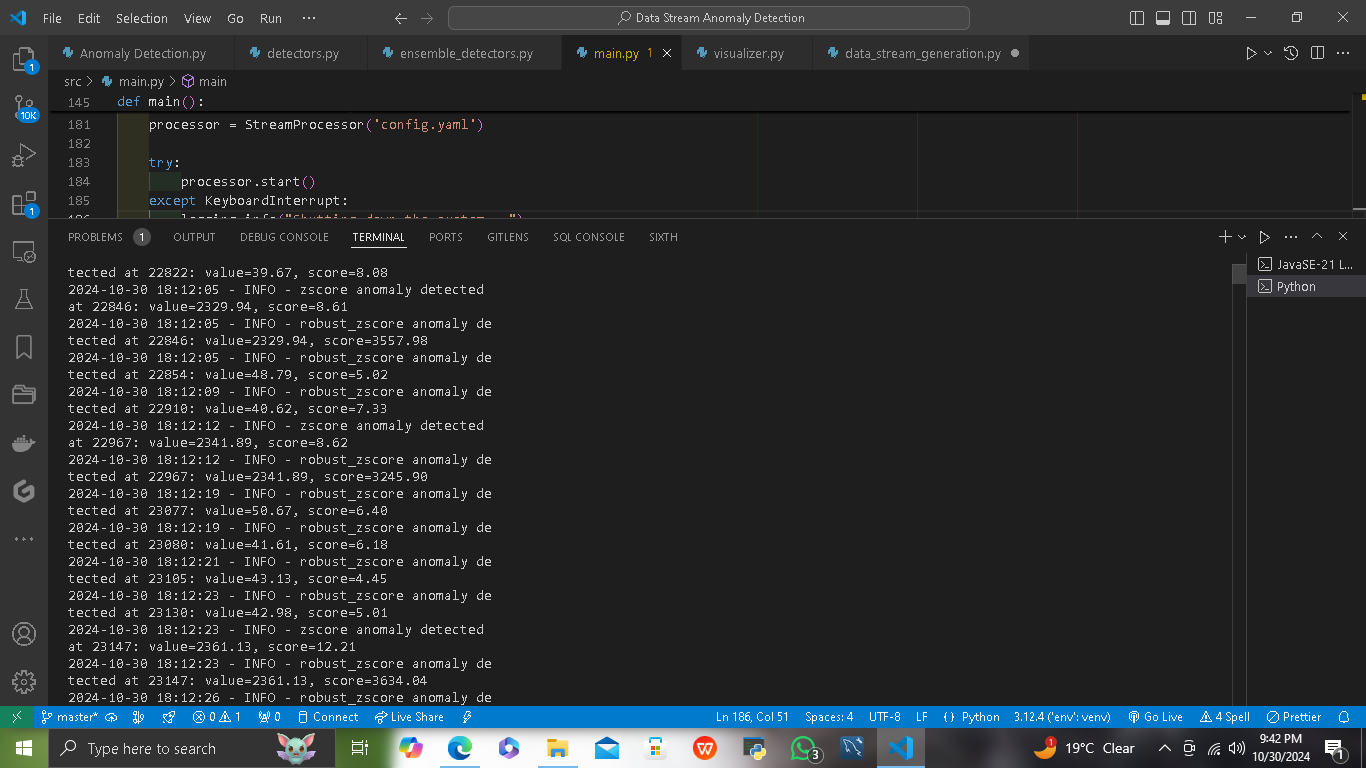 File Edit Selection View Go Run ··· Data Stream Anomaly Detection
Anomaly Detection.py detectors.py ensemble_detectors.py main.py 1 visualizer.py data_stream_generation.py
src > main.py > main
145 def main():
181 processor = StreamProcessor('config.yaml')
182
183 try:
184 processor.start()
185 except KeyboardInterrupt:
PROBLEMS 1 OUTPUT DEBUG CONSOLE TERMINAL PORTS GITLENS SQL CONSOLE SIXTH
1
10K
1
JavaSE-21 L...
Python
tected at 22822: value=39.67, score=8.08
2024-10-30 18:12:05 - INFO - zscore anomaly detected
at 22846: value=2329.94, score=8.61
2024-10-30 18:12:05 - INFO - robust_zscore anomaly de
tected at 22846: value=2329.94, score=3557.98
2024-10-30 18:12:05 - INFO - robust_zscore anomaly de
tected at 22854: value=48.79, score=5.02
2024-10-30 18:12:09 - INFO - robust_zscore anomaly de
tected at 22910: value=40.62, score=7.33
2024-10-30 18:12:12 - INFO - zscore anomaly detected
at 22967: value=2341.89, score=8.62
2024-10-30 18:12:12 - INFO - robust_zscore anomaly de
tected at 22967: value=2341.89, score=3245.90
2024-10-30 18:12:19 - INFO - robust_zscore anomaly de
tected at 23077: value=50.67, score=6.40
2024-10-30 18:12:19 - INFO - robust_zscore anomaly de
tected at 23080: value=41.61, score=6.18
2024-10-30 18:12:21 - INFO - robust_zscore anomaly de
tected at 23105: value=43.13, score=4.45
2024-10-30 18:12:23 - INFO - robust_zscore anomaly de
tected at 23130: value=42.98, score=5.01
2024-10-30 18:12:23 - INFO - zscore anomaly detected
at 23147: value=2361.13, score=12.21
2024-10-30 18:12:23 - INFO - robust_zscore anomaly de
tected at 23147: value=2361.13, score=3634.04
2024-10-30 18:12:26 - INFO - robust_zscore anomaly de
master* 0 1 0 Connect Live Share Ln 186, Col 51 Spaces: 4 UTF-8 LF {} Python 3.12.4 ('env': venv) Go Live 4 Spell Prettier
Type here to search 3 1 19°C Clear 9:42 PM
10/30/2024 1